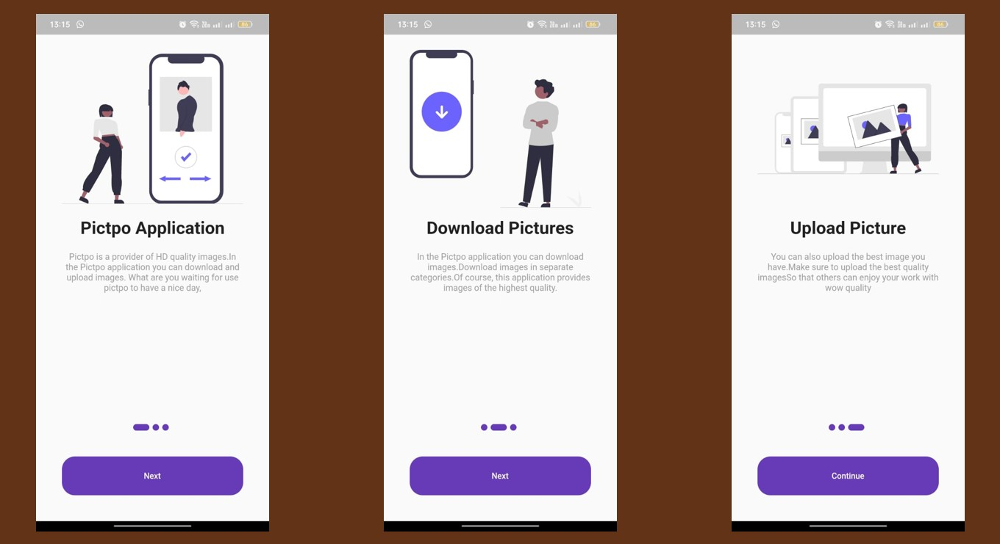 13:15
86
Pictpo Application
Pictpo is a provider of HD quality images.In
the Pictpo application you can download and
upload images. What are you waiting for use
pictpo to have a nice day,
Next
13:15
86
Download Pictures
In the Pictpo application you can download
images.Download images in separate
categories.Of course, this application provides
images of the highest quality.
Next
13:15
86
Upload Picture
You can also upload the best image you
have.Make sure to upload the best quality
imagesSo that others can enjoy your work with
wow quality
Continue